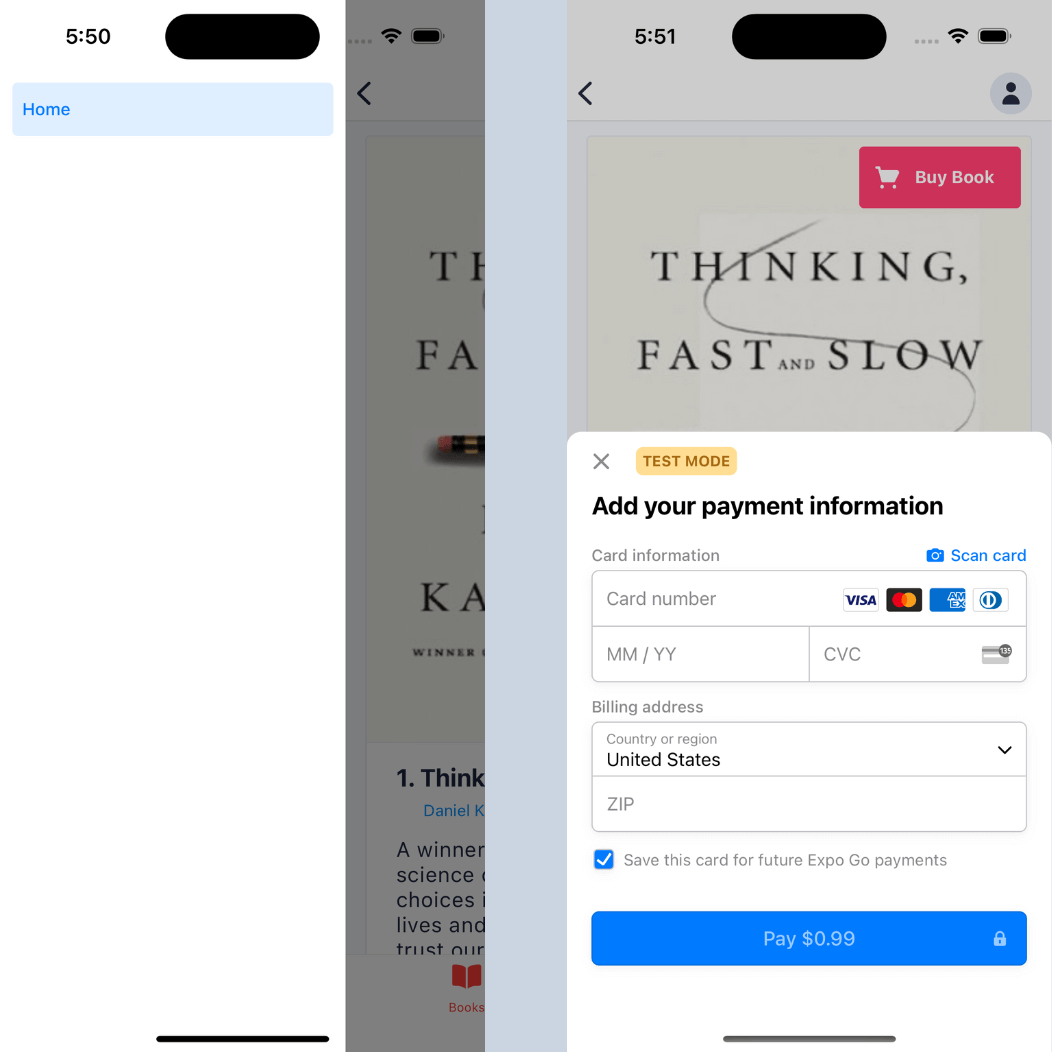 5:50
Home
TH
FA
KA
WINNER
1. Think
Daniel K
A winner
science
choices i
lives and
trust our
Books
5:51
Buy Book
THINKING,
FAST AND SLOW
TEST MODE
Add your payment information
Card information
Scan card
Card number
VISA
AM
EX
MM / YY
CVC
135
Billing address
Country or region
United States
ZIP
Save this card for future Expo Go payments
Pay $0.99